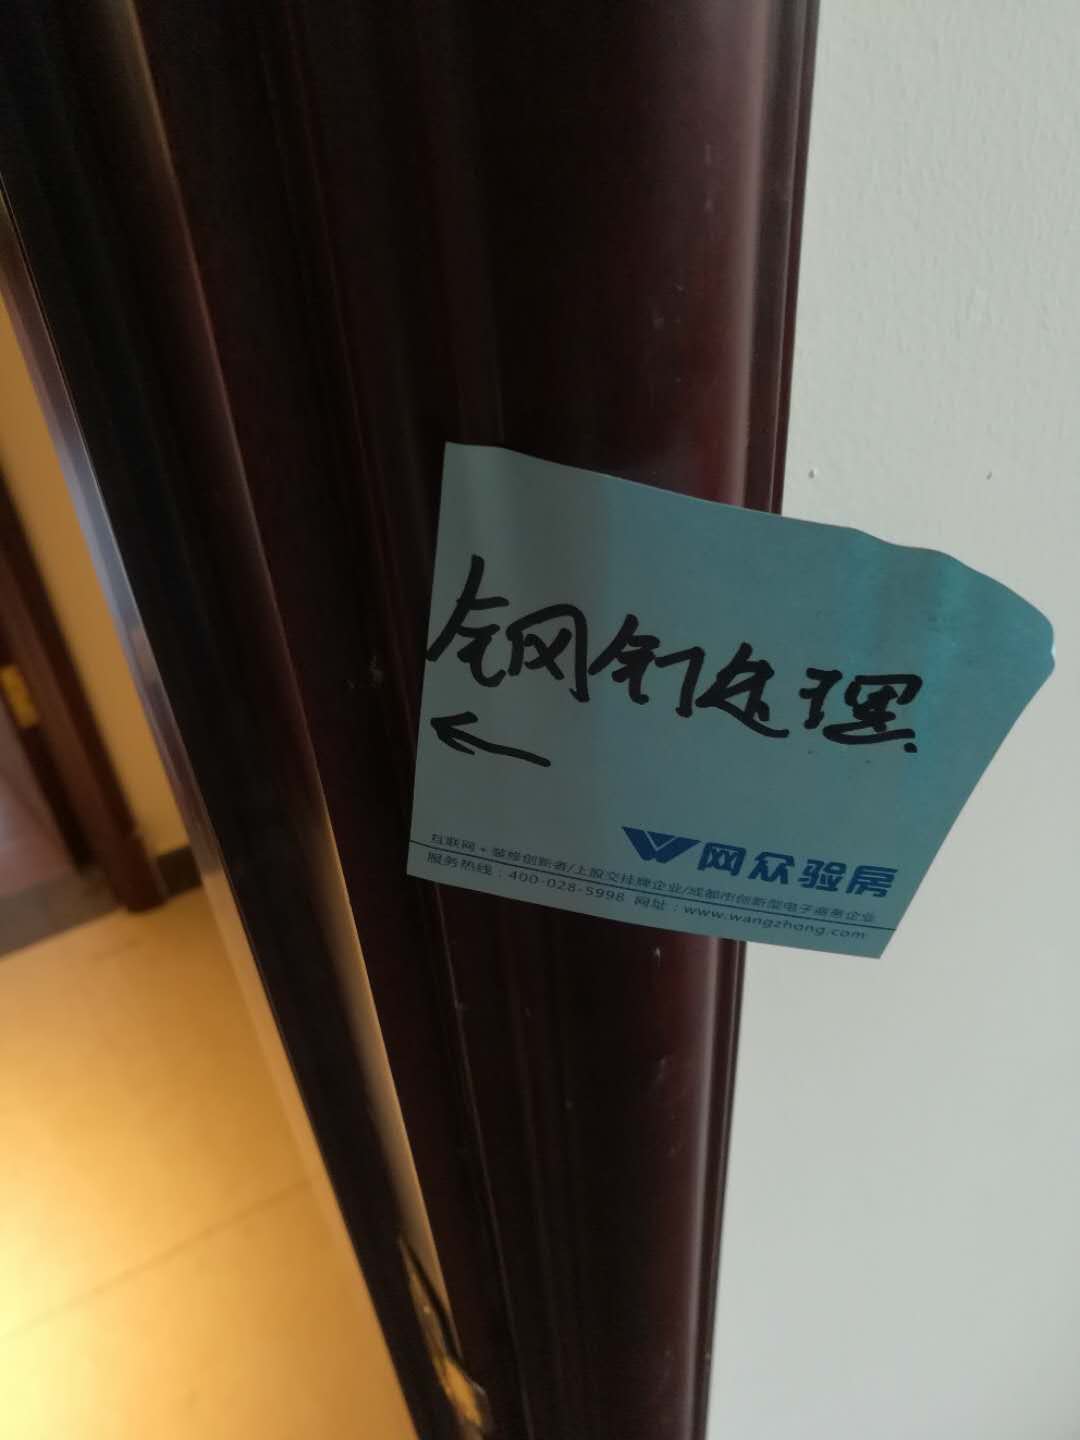 钢钉处理
网众验房
互联网+装修创新者/上股交挂牌企业/成都市创新型电子商务企业
服务热线:400-028-5998 网址:www.wangzhong.com